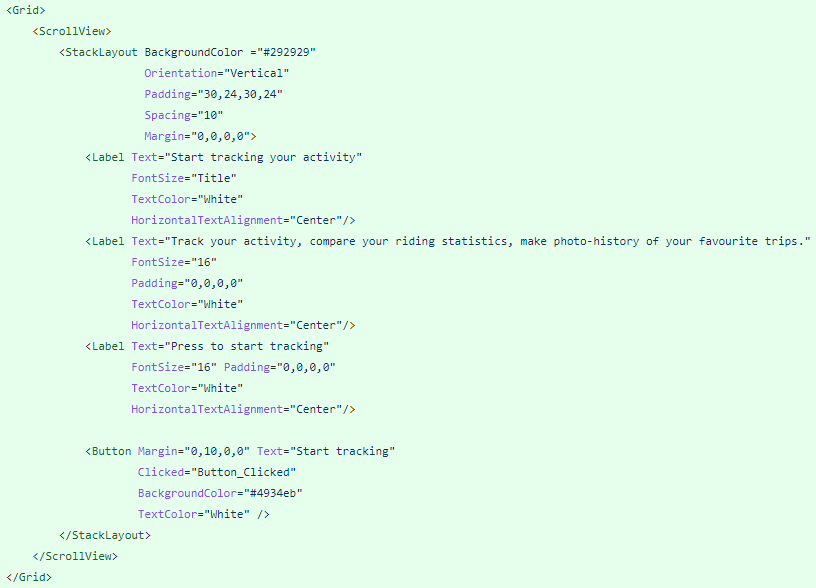 <Grid>
    <ScrollView>
        <StackLayout BackgroundColor ="#292929"
                     Orientation="Vertical"
                     Padding="30,24,30,24"
                     Spacing="10"
                     Margin="0,0,0,0">
            <Label Text="Start tracking your activity"
                   FontSize="Title"
                   TextColor="White"
                   HorizontalTextAlignment="Center"/>
            <Label Text="Track your activity, compare your riding statistics, make photo-history of your favourite trips."
                   FontSize="16"
                   Padding="0,0,0,0"
                   TextColor="White"
                   HorizontalTextAlignment="Center"/>
            <Label Text="Press to start tracking"
                   FontSize="16" Padding="0,0,0,0"
                   TextColor="White"
                   HorizontalTextAlignment="Center"/>

            <Button Margin="0,10,0,0" Text="Start tracking"
                    Clicked="Button_Clicked"
                    BackgroundColor="#4934eb"
                    TextColor="White" />
        </StackLayout>
    </ScrollView>
</Grid>